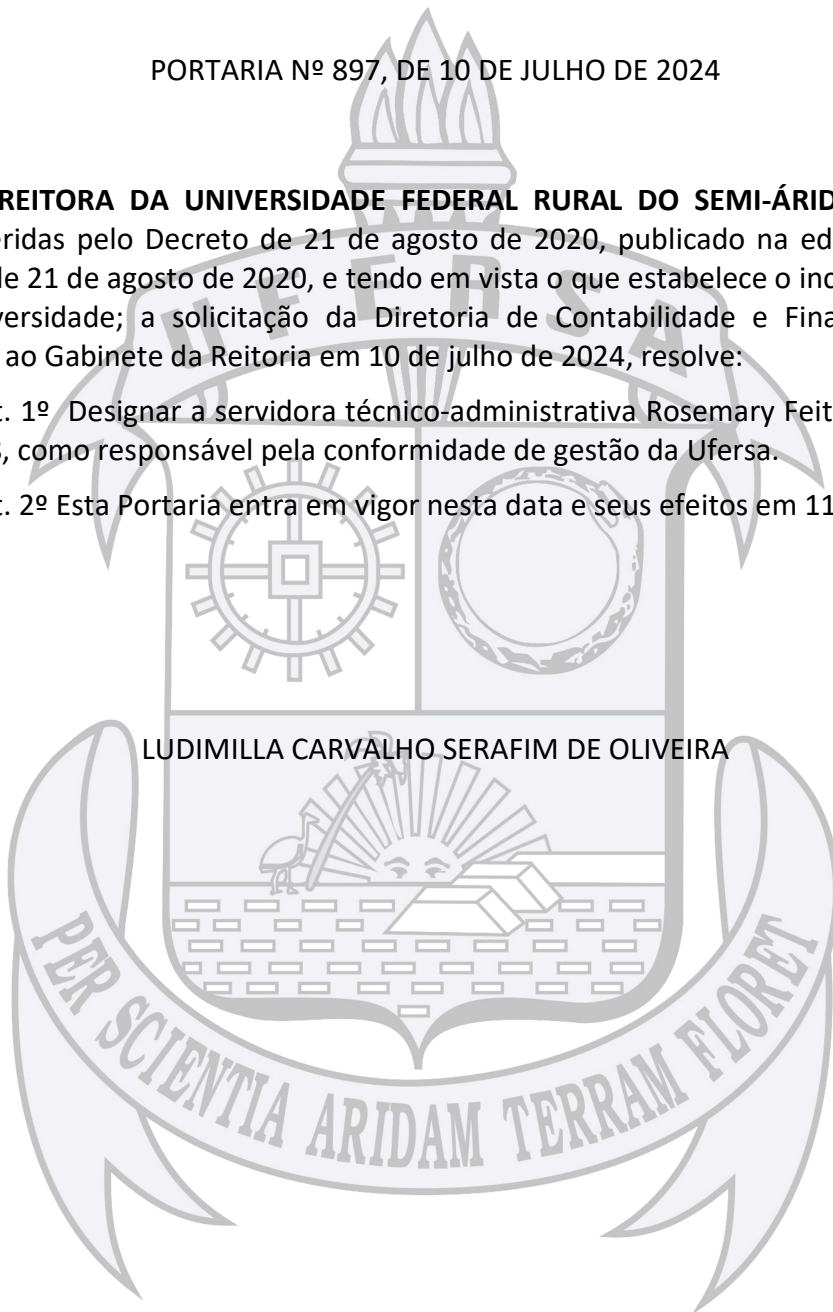 PORTARIA Nº 897, DE 10 DE JULHO DE 2024
REITORA DA UNIVERSIDADE FEDERAL RURAL DO SEMI-ÁRID
eridas pelo Decreto de 21 de agosto de 2020, publicado na ed
de 21 de agosto de 2020, e tendo em vista o que estabelece o inc
versidade; a solicitação da Diretoria de Contabilidade e Fina
ao Gabinete da Reitoria em 10 de julho de 2024, resolve:
t. 1º Designar a servidora técnico-administrativa Rosemary Feit
, como responsável pela conformidade de gestão da Ufersa.
t. 2º Esta Portaria entra em vigor nesta data e seus efeitos em 11
LUDIMILLA CARVALHO SERAFIM DE OLIVEIRA
UFERSA
PER SCIENTIA ARIDAM TERRAM FLORET